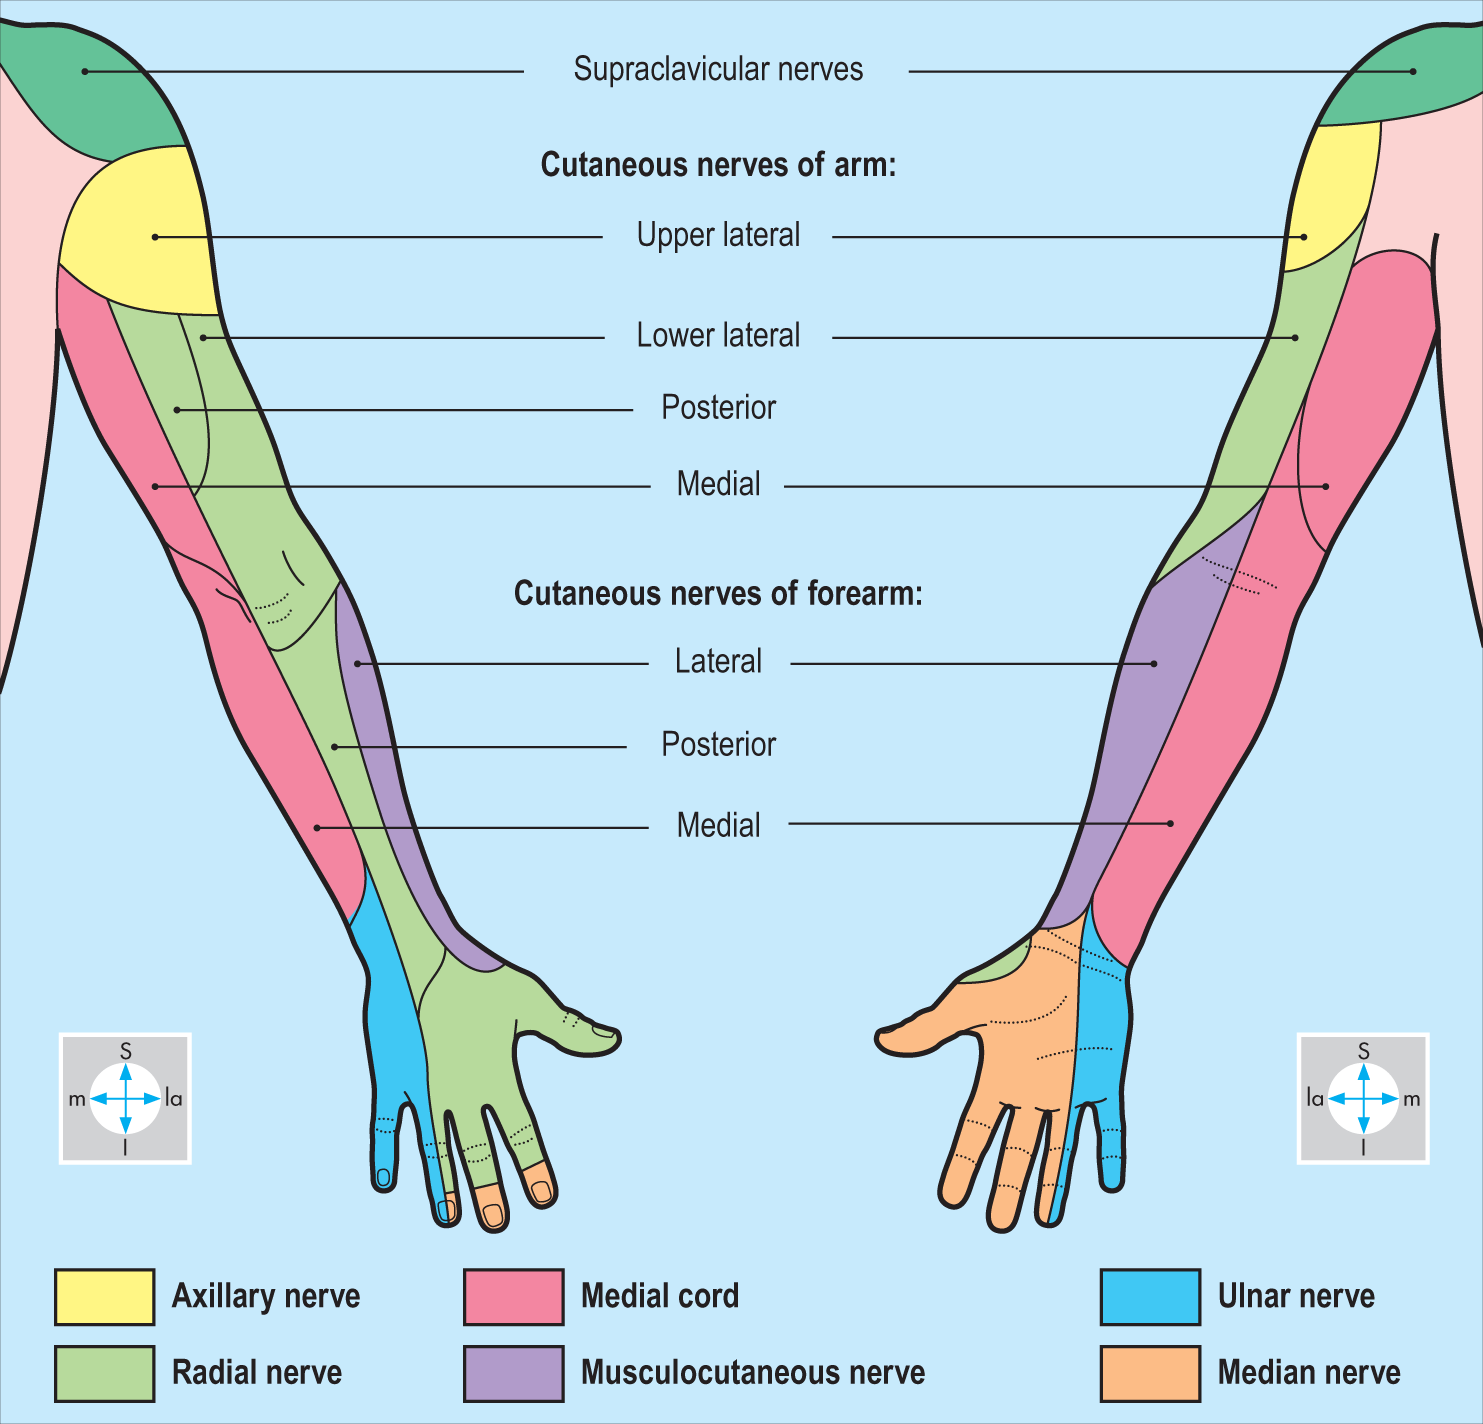 Supraclavicular nerves
Cutaneous nerves of arm:
Upper lateral
Lower lateral
Posterior
Medial
Cutaneous nerves of forearm:
Lateral
Posterior
Medial
S
m la
I
S
la m
I
Axillary nerve
Medial cord
Ulnar nerve
Radial nerve
Musculocutaneous nerve
Median nerve